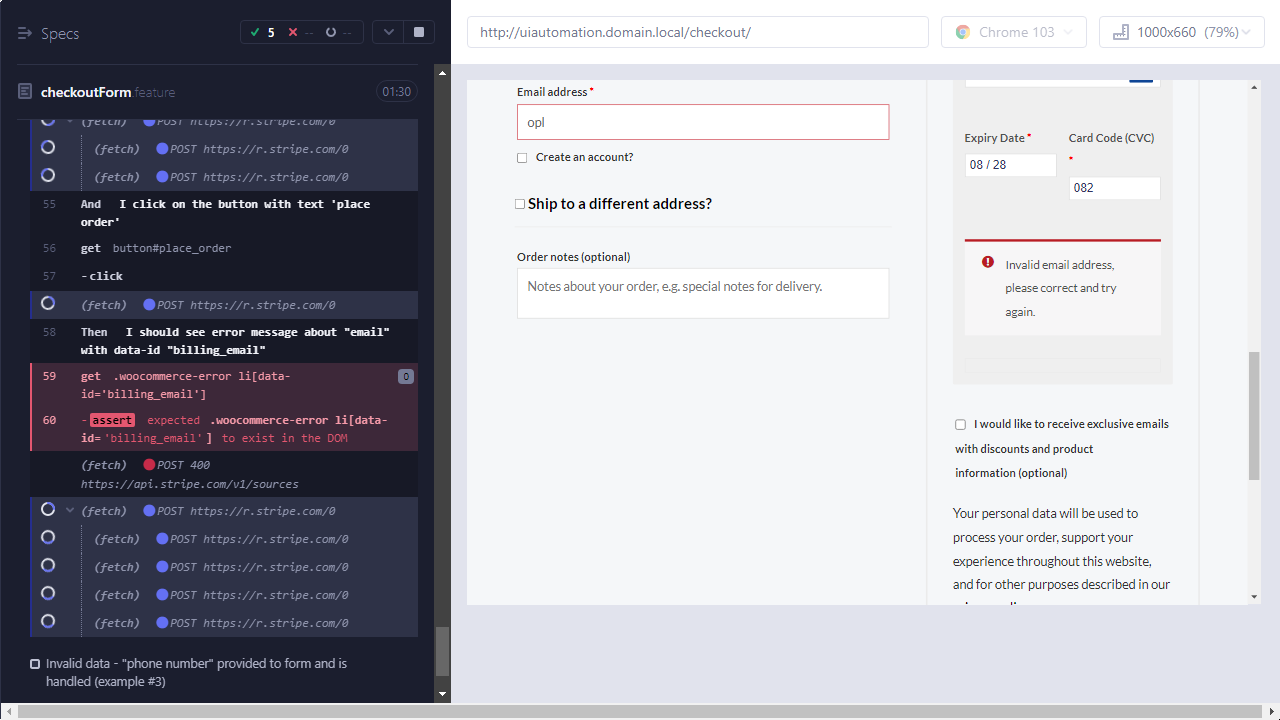 Specs
5 -- --
checkoutForm.feature 01:30
(fetch) POST https://r.stripe.com/0
(fetch) POST https://r.stripe.com/0
(fetch) POST https://r.stripe.com/0
55 And I click on the button with text 'place
order'
56 get button#place_order
57 -click
(fetch) POST https://r.stripe.com/0
58 Then I should see error message about "email"
with data-id "billing_email"
59 get .woocommerce-error li[data-
id='billing_email'] 0
60 -assert expected .woocommerce-error li[data-
id='billing_email'] to exist in the DOM
(fetch) POST 400
https://api.stripe.com/v1/sources
(fetch) POST https://r.stripe.com/0
(fetch) POST https://r.stripe.com/0
(fetch) POST https://r.stripe.com/0
(fetch) POST https://r.stripe.com/0
(fetch) POST https://r.stripe.com/0
Invalid data - "phone number" provided to form and is
handled (example #3)
http://uiautomation.domain.local/checkout/
Chrome 103
1000x660 (79%)
Email address *
opl
Create an account?
Ship to a different address?
Order notes (optional)
Notes about your order, e.g. special notes for delivery.
Expiry Date *
08 / 28
Card Code (CVC)
*
082
Invalid email address,
please correct and try
again.
I would like to receive exclusive emails
with discounts and product
information (optional)
Your personal data will be used to
process your order, support your
experience throughout this website,
and for other purposes described in our